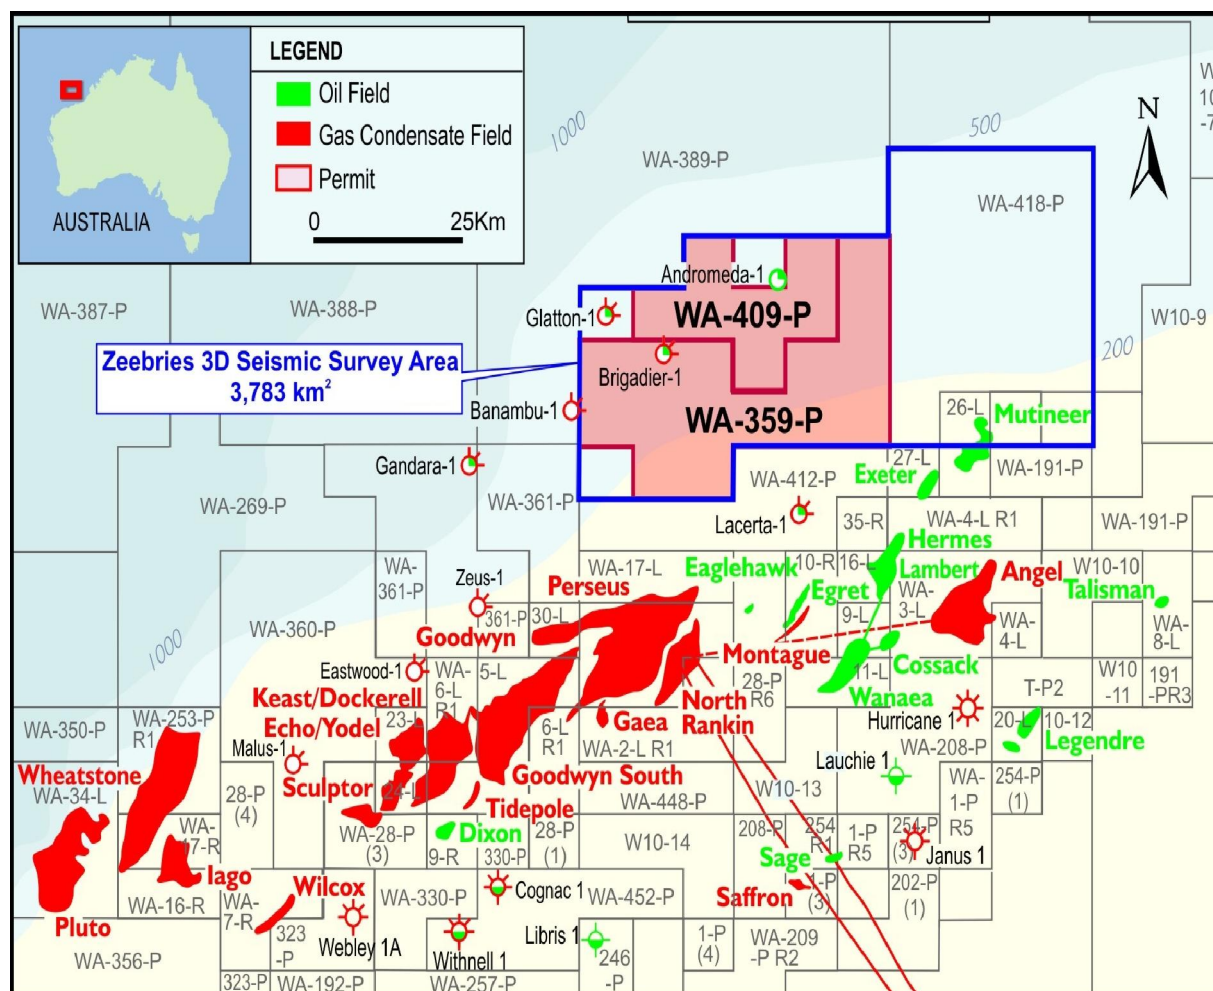 LEGEND
Oil Field
Gas Condensate Field
Permit
0 25Km
AUSTRALIA
N
1000
500
WA-389-P
WA-418-P
WA-387-P
WA-388-P
Andromeda-1
Glatton-1
WA-409-P
W10-9
200
Zeebries 3D Seismic Survey Area
3,783 km²
Brigadier-1
Banambu-1
WA-359-P
26-L
Mutineer
Gandara-1
27-L
WA-191-P
Exeter
WA-412-P
WA-361-P
WA-269-P
Lacerta-1
35-R
WA-4-L R1
WA-191-P
Hermes
WA-
361-P
Zeus-1
WA-17-L
Perseus
Eaglehawk
10-R
16-L
Lambert
Angel
W10-10
Talisman
Egret
WA-
3-L
361-P
30-L
9-L
WA-
4-L
WA-
8-L
WA-360-P
Goodwyn
1000
Eastwood-1
WA-
6-L
R1
5-L
Montague
Cossack
11-L
28-P
R6
W10
-11
191
-PR3
T-P2
Keast/Dockerell
North
Rankin
Wanaea
WA-350-P
WA-253-P
R1
Echo/Yodel
23-L
Gaea
6-L
R1
WA-2-L R1
Hurricane 1
20-L
10-12
Legendre
Malus-1
WA-208-P
Lauchie 1
Wheatstone
WA-34-L
Sculptor
24-L
Goodwyn South
Tidepole
28-P
(4)
WA-448-P
W10-13
WA-
1-P
R5
254-P
(1)
WA-
17-R
WA-28-P
(3)
Dixon
9-R
330-P
28-P
(1)
W10-14
208-P
254
R1
1-P
R5
254-P
(3)
Janus 1
Sage
Iago
Wilcox
WA-16-R
WA-
7-R
WA-330-P
Cognac 1
WA-452-P
Saffron
1-P
(3)
202-P
(1)
Pluto
Webley 1A
Withnell 1
Libris 1
323
-P
246
-P
1-P
(4)
WA-209
-P R2
WA-356-P
323-P
WA-192-P
WA-257-P